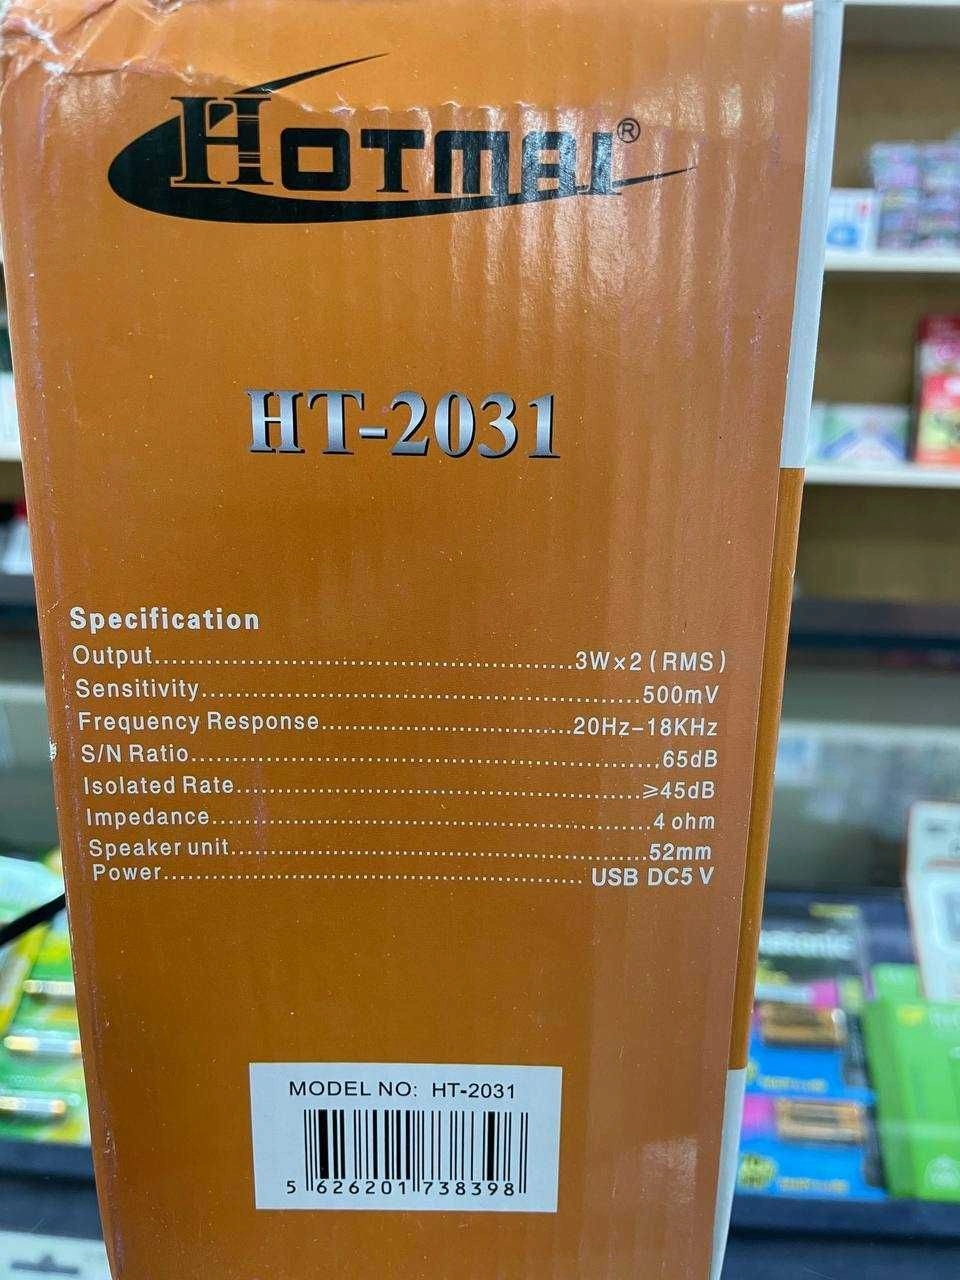 HOTMAI®
HT-2031
Specification
Output..........3W×2 (RMS)
Sensitivity..........500mV
Frequency Response..........20Hz–18KHz
S/N Ratio..........65dB
Isolated Rate..........≥45dB
Impedance..........4 ohm
Speaker unit..........52mm
Power..........USB DC5 V
MODEL NO: HT-2031
5 626201 738398